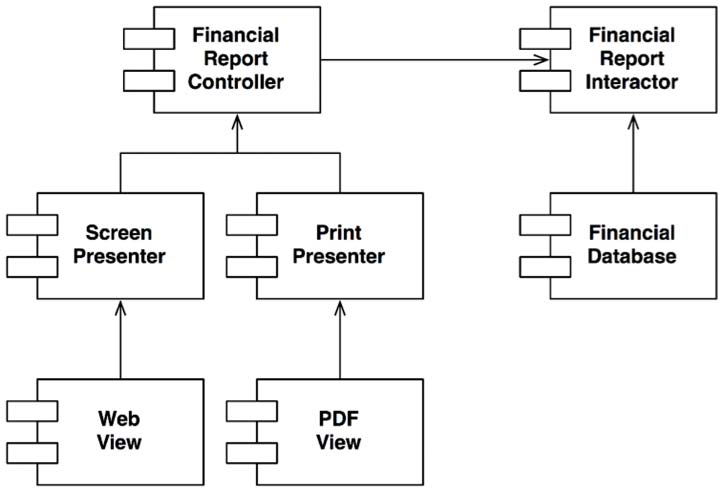 Financial
Report
Controller
Financial
Report
Interactor
Screen
Presenter
Print
Presenter
Financial
Database
Web
View
PDF
View